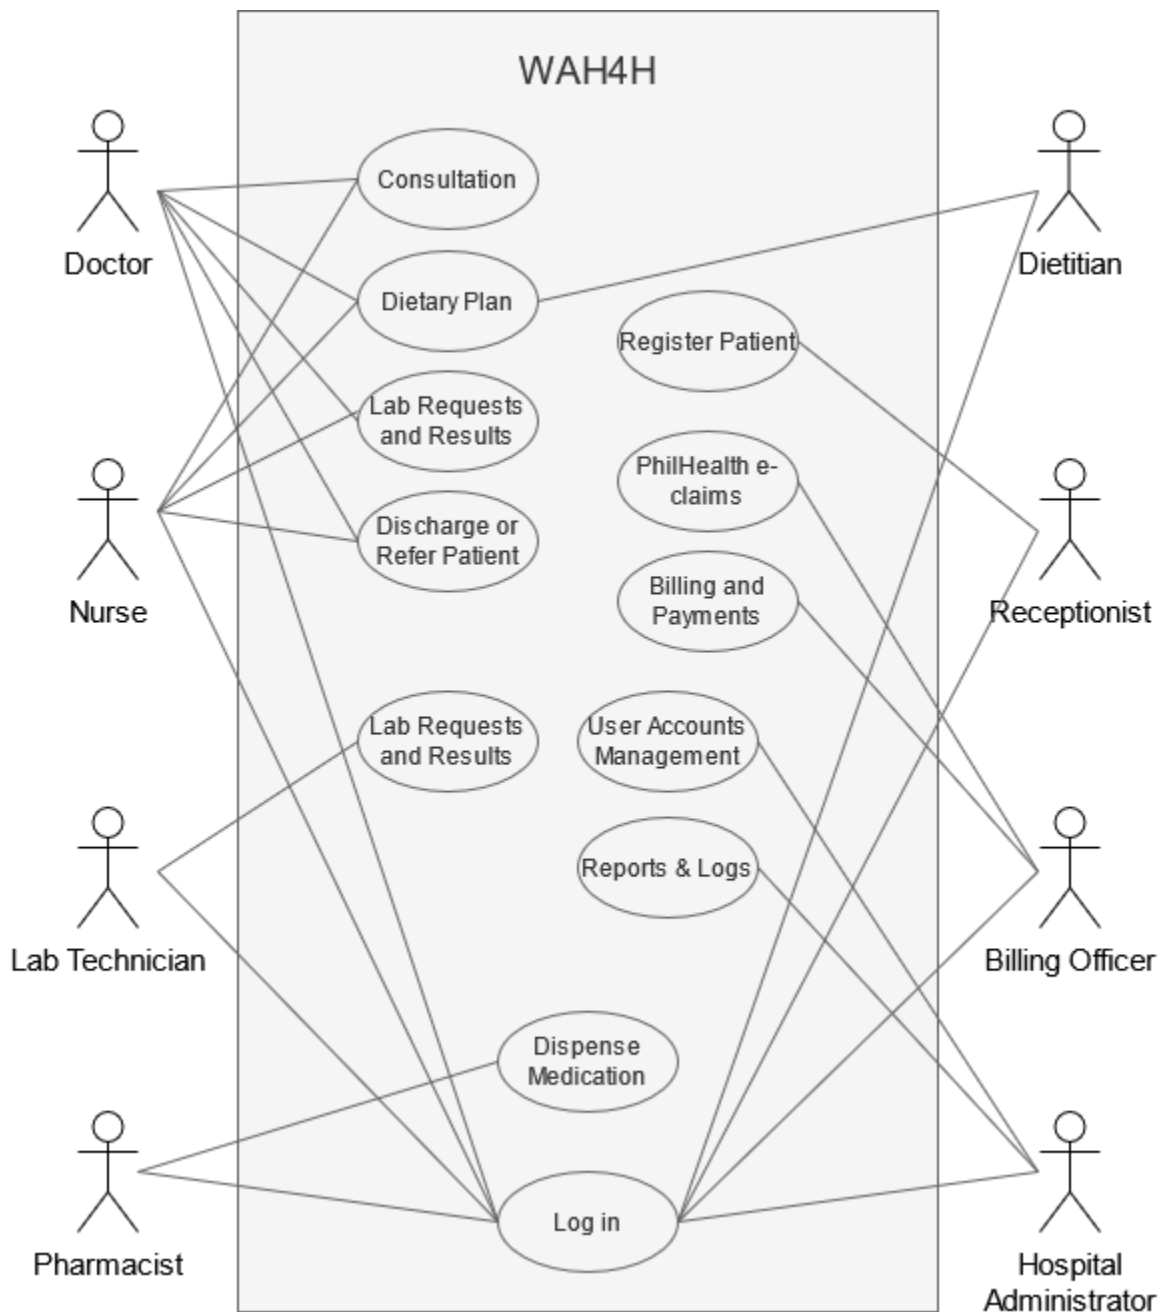 WAH4H
Consultation
Doctor
Dietitian
Dietary Plan
Register Patient
Lab Requests
and Results
PhilHealth e-
claims
Discharge or
Refer Patient
Billing and
Payments
Nurse
Receptionist
Lab Requests
and Results
User Accounts
Management
Reports & Logs
Lab Technician
Billing Officer
Dispense
Medication
Log in
Pharmacist
Hospital
Administrator